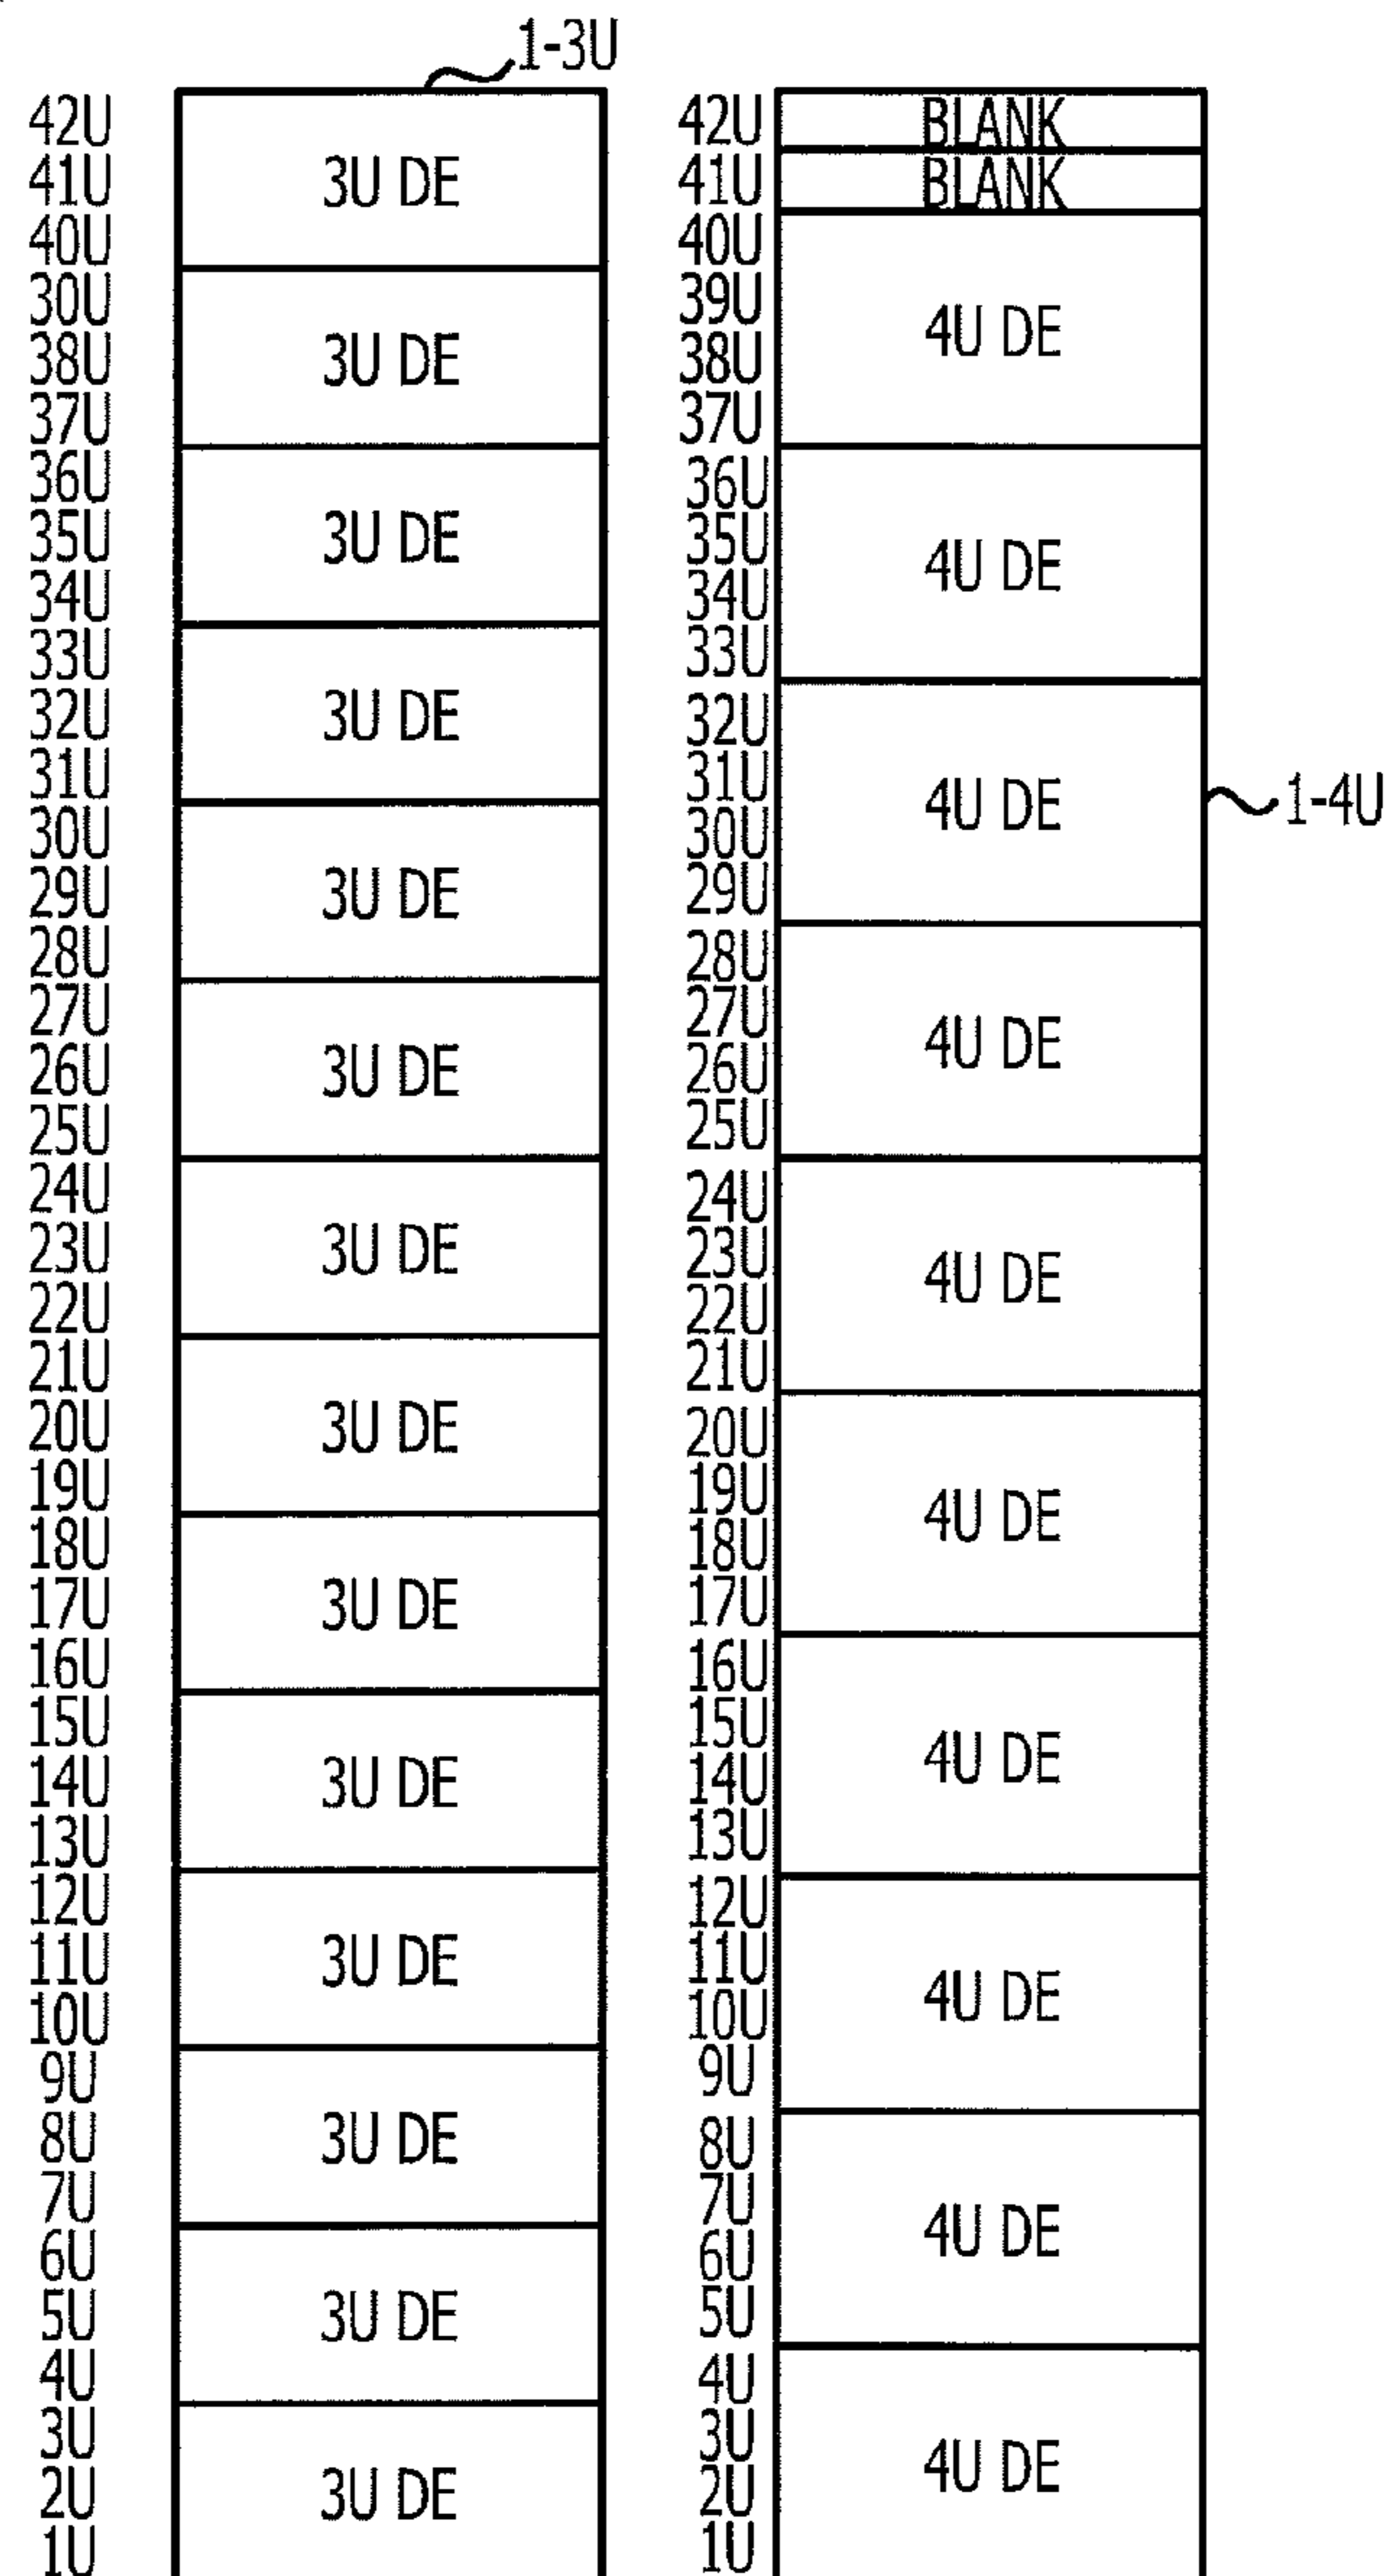 1-3U
42U
41U
40U
30U
38U
37U
36U
35U
34U
33U
32U
31U
30U
29U
28U
27U
26U
25U
24U
23U
22U
21U
20U
19U
18U
17U
16U
15U
14U
13U
12U
11U
10U
9U
8U
7U
6U
5U
4U
3U
2U
1U
3U DE
3U DE
3U DE
3U DE
3U DE
3U DE
3U DE
3U DE
3U DE
3U DE
3U DE
3U DE
3U DE
3U DE
42U
41U
40U
39U
38U
37U
36U
35U
34U
33U
32U
31U
30U
29U
28U
27U
26U
25U
24U
23U
22U
21U
20U
19U
18U
17U
16U
15U
14U
13U
12U
11U
10U
9U
8U
7U
6U
5U
4U
3U
2U
1U
BLANK
BLANK
4U DE
4U DE
4U DE
4U DE
4U DE
4U DE
4U DE
4U DE
4U DE
4U DE
1-4U